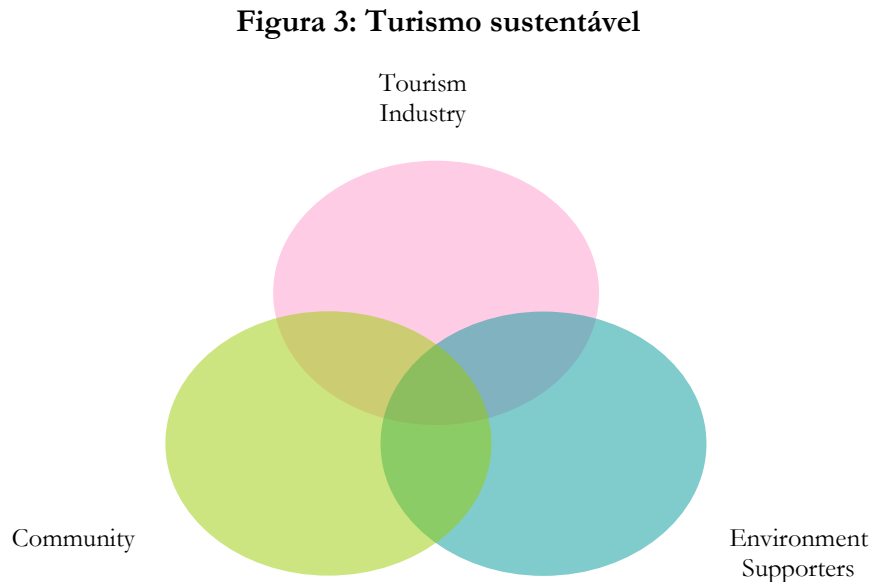 Figura 3: Turismo sustentável
Tourism
Industry
Community
Environment
Supporters